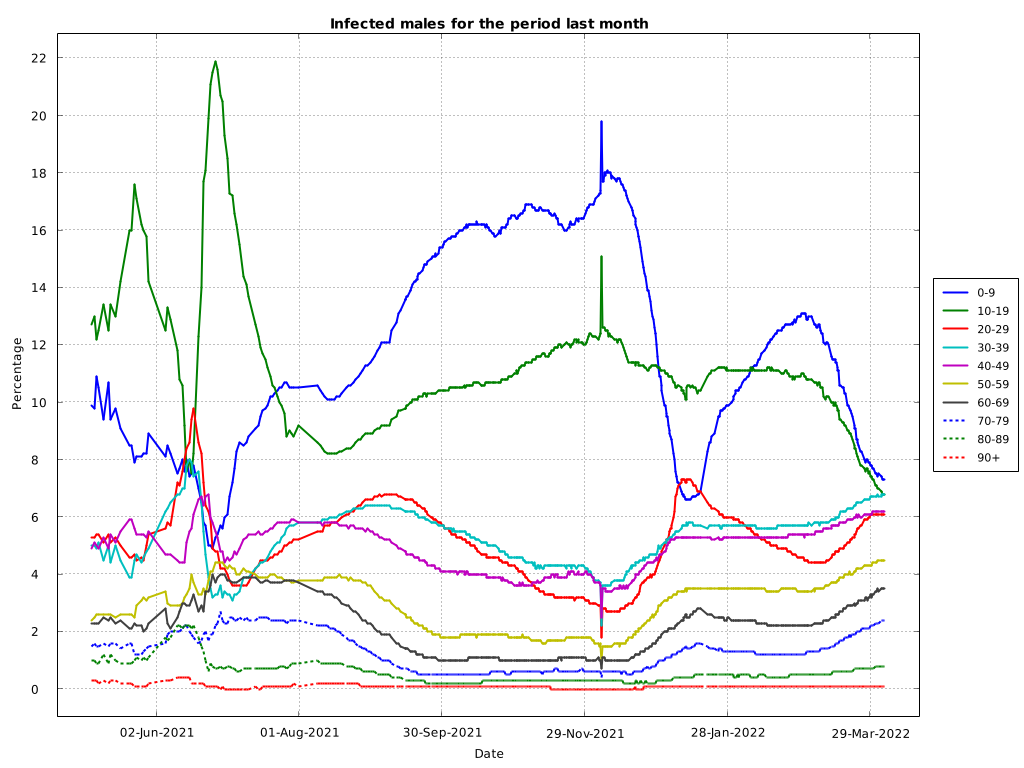 Infected males for the period last month
Percentage
22
20
18
16
14
12
10
8
6
4
2
0
02-Jun-2021
01-Aug-2021
30-Sep-2021
29-Nov-2021
28-Jan-2022
29-Mar-2022
Date
0-9
10-19
20-29
30-39
40-49
50-59
60-69
70-79
80-89
90+